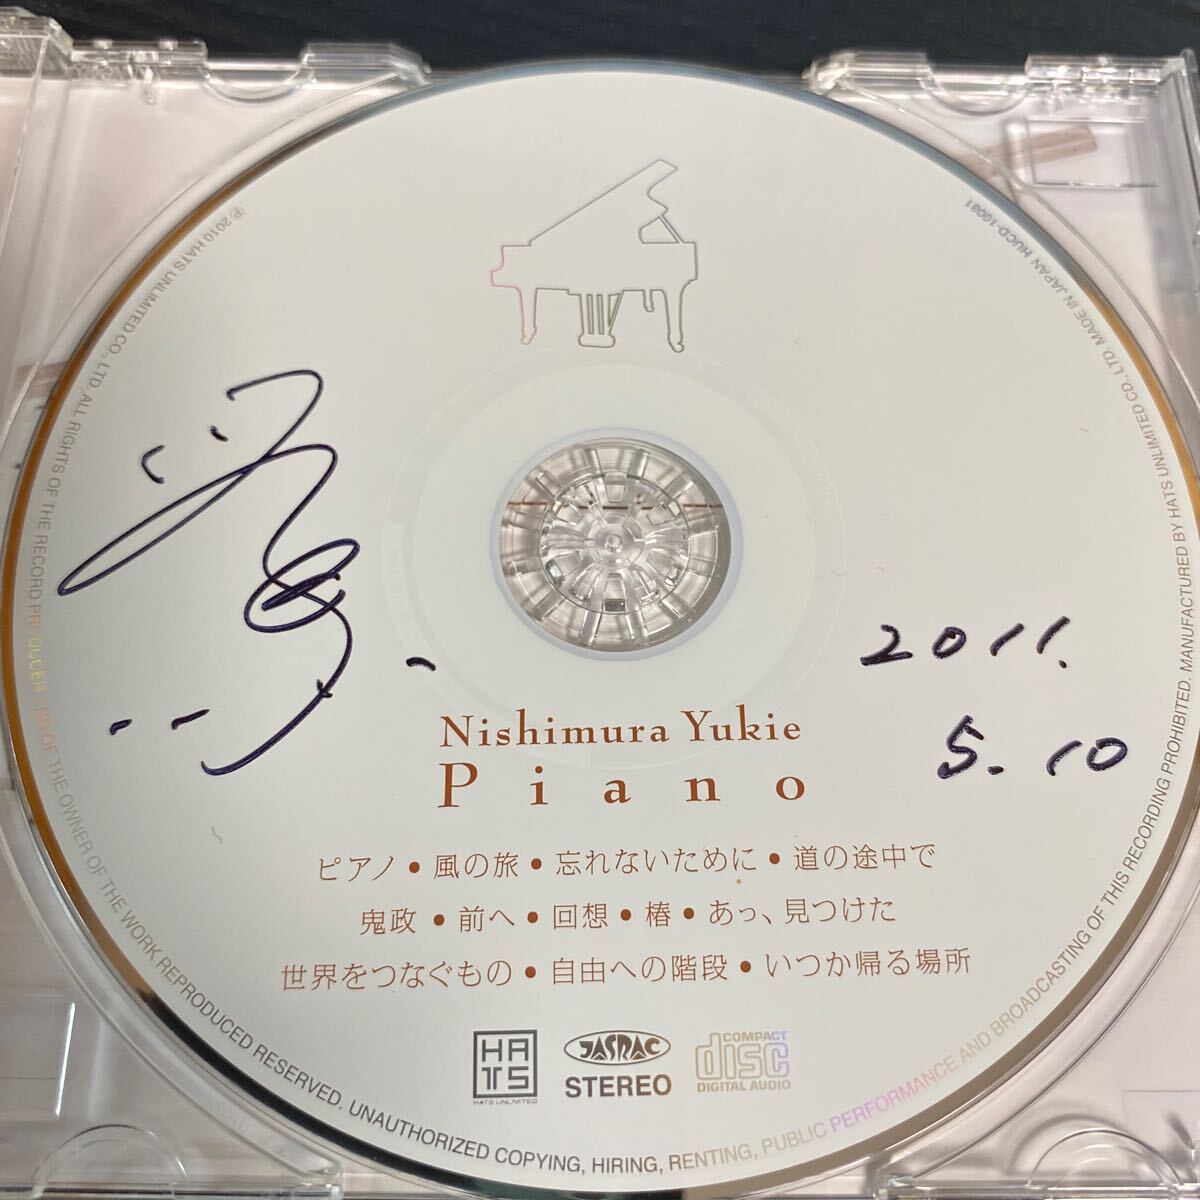 ℗2010 HATS UNLIMITED CO., LTD. ALL RIGHTS OF THE RECORD PRODUCER AND OF THE OWNER OF THE WORK REPRODUCED RESERVED. UNAUTHORIZED COPYING, HIRING, RENTING, PUBLIC PERFORMANCE AND BROADCASTING OF THIS RECORDING PROHIBITED. MANUFACTURED BY HATS UNLIMITED CO., LTD. MADE IN JAPAN HUCD-10081
2011.
5.10
Nishimura Yukie
Piano
ピアノ・風の旅・忘れないために・道の途中で
鬼政・前へ・回想・椿・あっ、見つけた
世界をつなぐもの・自由への階段・いつか帰る場所
HATS
HATS UNLIMITED
JASRAC
STEREO
COMPACT
disc
DIGITAL AUDIO